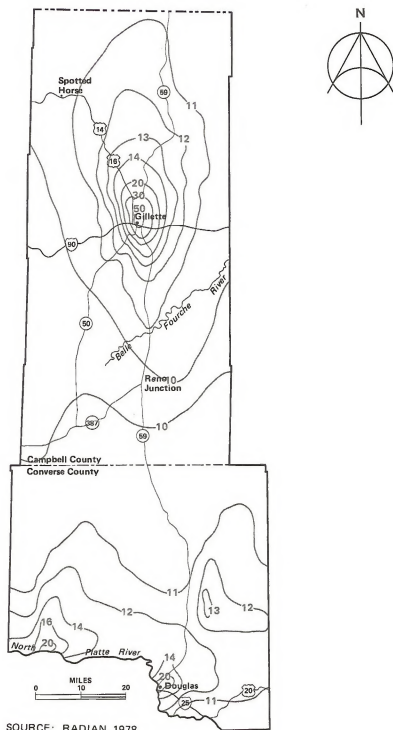 N
59
11
Spotted
Horse
14
13
12
16
14
20
30
50
Gillette
90
Belle Fourche River
50
10
Reno
Junction
10
387
59
Campbell County
Converse County
11
12
12
13
16
14
14
20
20
North Platte River
Douglas
20
11
25
MILES
0 10 20
SOURCE: RADIAN 1978